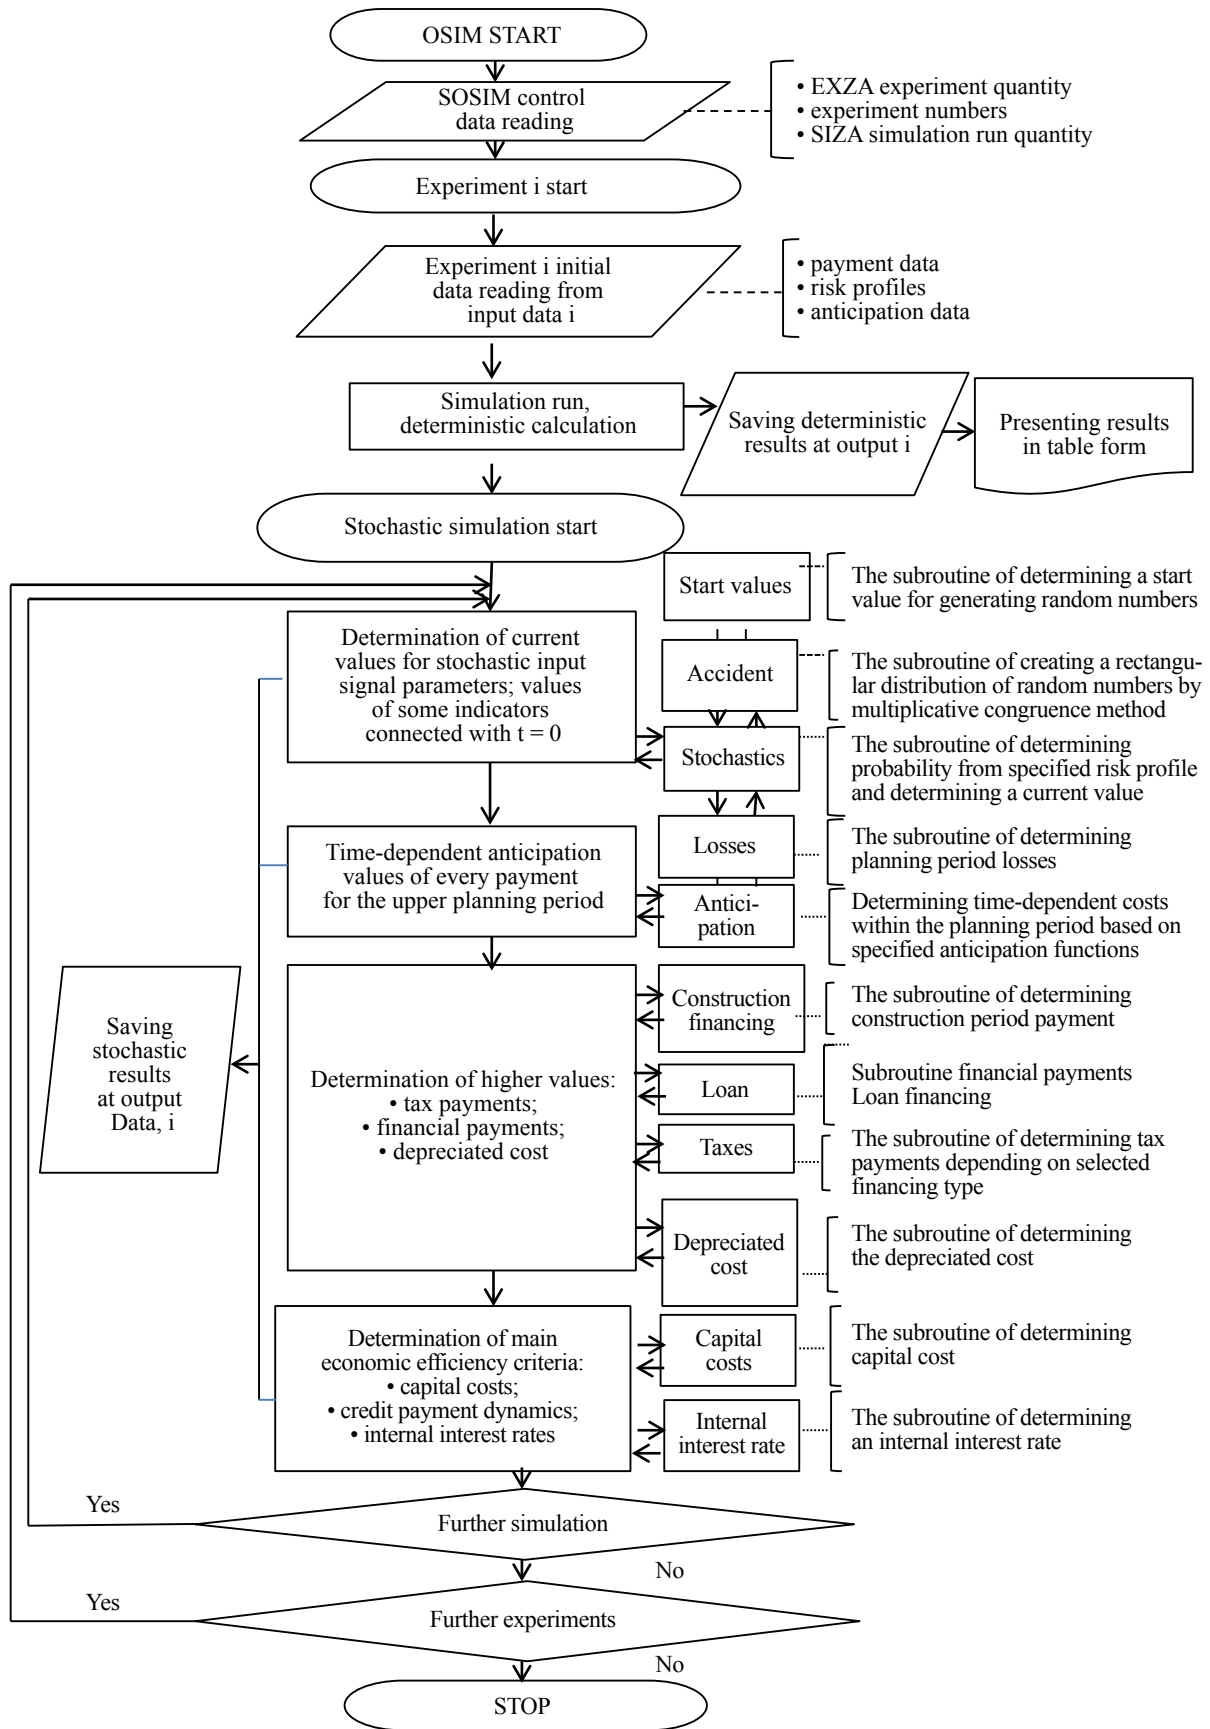 OSIM START
SOSIM control
data reading
• EXZA experiment quantity
• experiment numbers
• SIZA simulation run quantity
Experiment i start
Experiment i initial
data reading from
input data i
• payment data
• risk profiles
• anticipation data
Simulation run,
deterministic calculation
Saving deterministic
results at output i
Presenting results
in table form
Stochastic simulation start
Start values
The subroutine of determining a start
value for generating random numbers
Determination of current
values for stochastic input
signal parameters; values
of some indicators
connected with t = 0
Accident
The subroutine of creating a rectangu-
lar distribution of random numbers by
multiplicative congruence method
Stochastics
The subroutine of determining
probability from specified risk profile
and determining a current value
Time-dependent anticipation
values of every payment
for the upper planning period
Losses
The subroutine of determining
planning period losses
Antici-
pation
Determining time-dependent costs
within the planning period based on
specified anticipation functions
Saving
stochastic
results
at output
Data, i
Determination of higher values:
• tax payments;
• financial payments;
• depreciated cost
Construction
financing
The subroutine of determining
construction period payment
Loan
Subroutine financial payments
Loan financing
Taxes
The subroutine of determining tax
payments depending on selected
financing type
Depreciated
cost
The subroutine of determining
the depreciated cost
Determination of main
economic efficiency criteria:
• capital costs;
• credit payment dynamics;
• internal interest rates
Capital
costs
The subroutine of determining
capital cost
Internal
interest rate
The subroutine of determining
an internal interest rate
Yes
Further simulation
No
Yes
Further experiments
No
STOP